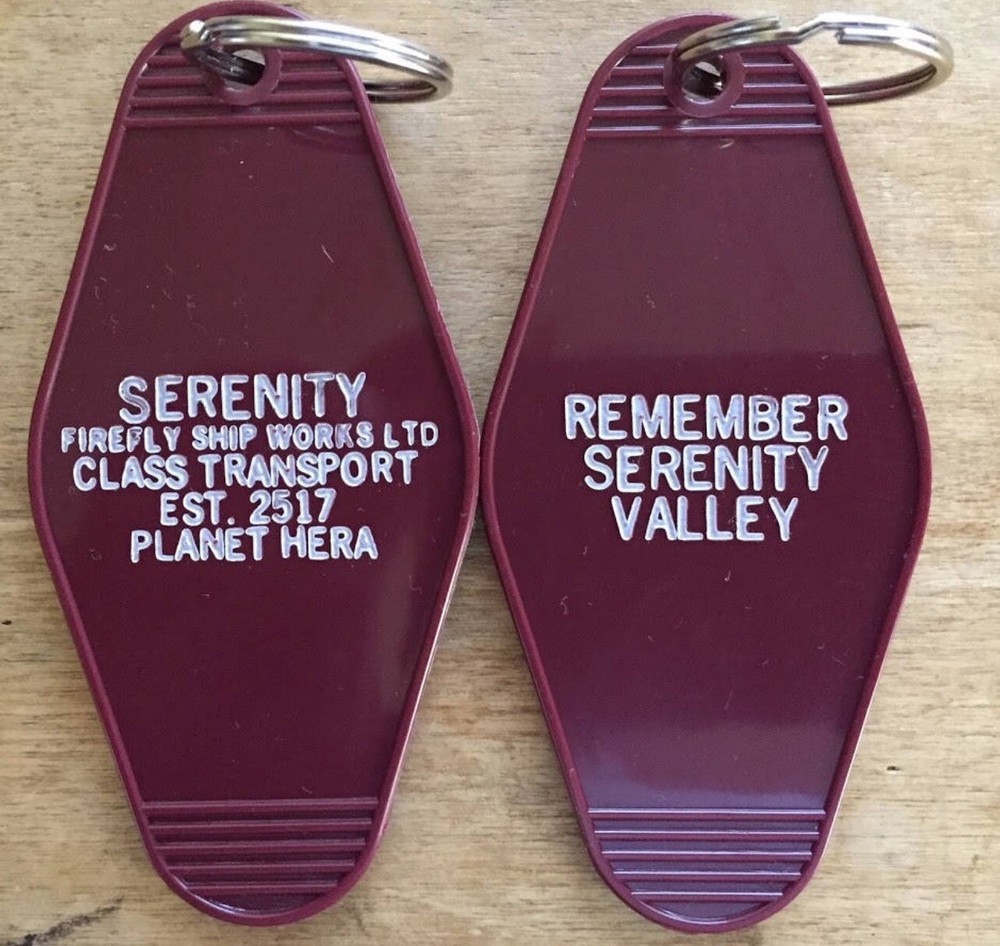 SERENITY
FIREFLY SHIP WORKS LTD
CLASS TRANSPORT
EST. 2517
PLANET HERA
REMEMBER
SERENITY
VALLEY